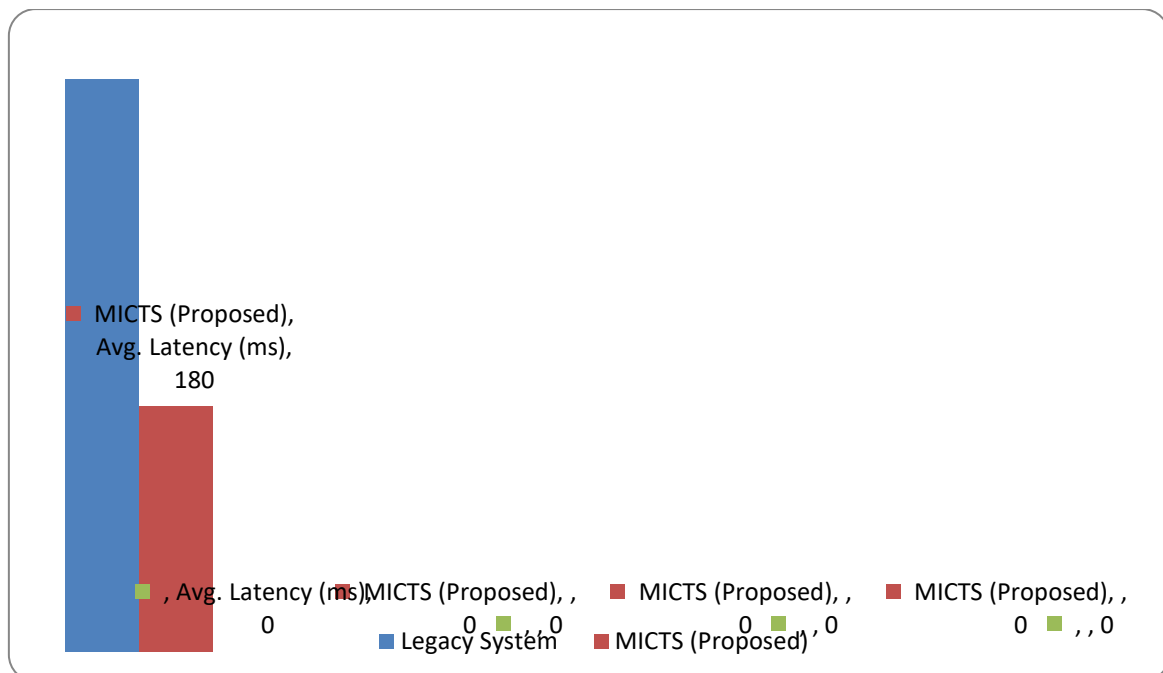 MICTS (Proposed),
Avg. Latency (ms),
180
, Avg. Latency (ms),
0
MICTS (Proposed), ,
0
, , 0
MICTS (Proposed), ,
0
, , 0
MICTS (Proposed), ,
0
, , 0
Legacy System
MICTS (Proposed)